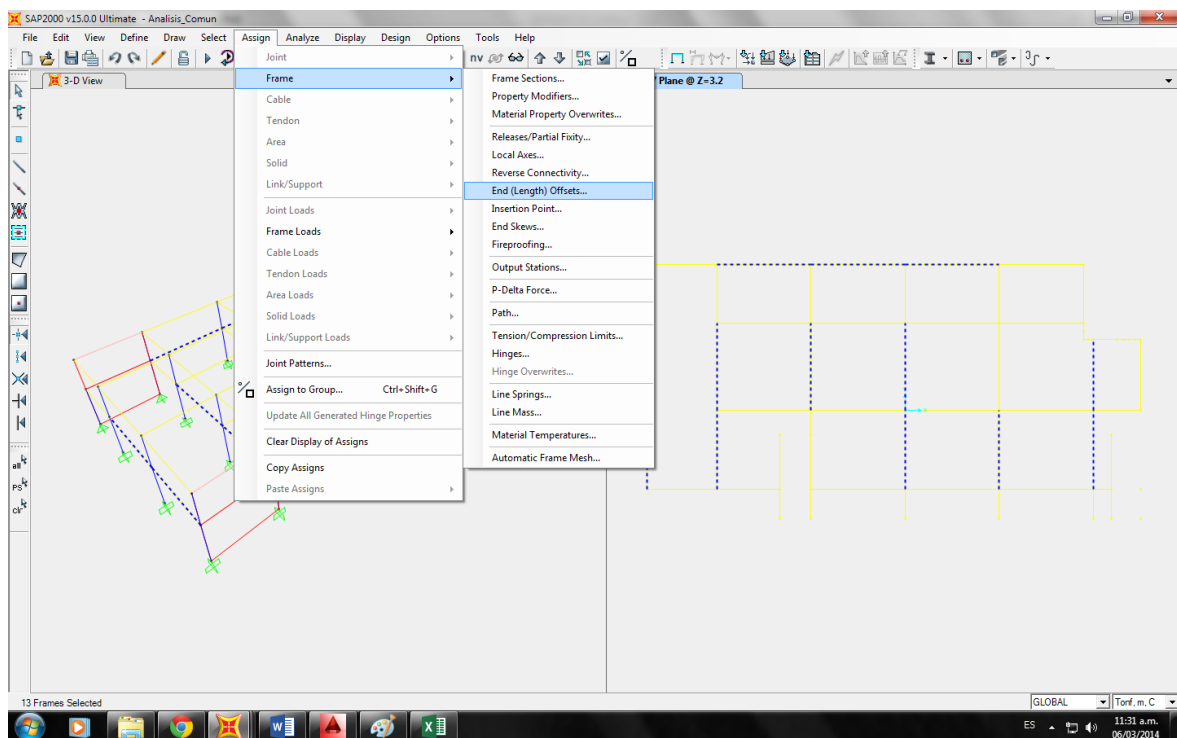 SAP2000 v15.0.0 Ultimate - Analisis_Comun
File Edit View Define Draw Select Assign Analyze Display Design Options Tools Help
nv
3-D View
Plane @ Z=3.2
Joint
Frame
Cable
Tendon
Area
Solid
Link/Support
Joint Loads
Frame Loads
Cable Loads
Tendon Loads
Area Loads
Solid Loads
Link/Support Loads
Joint Patterns...
Assign to Group... Ctrl+Shift+G
Update All Generated Hinge Properties
Clear Display of Assigns
Copy Assigns
Paste Assigns
Frame Sections...
Property Modifiers...
Material Property Overwrites...
Releases/Partial Fixity...
Local Axes...
Reverse Connectivity...
End (Length) Offsets...
Insertion Point...
End Skews...
Fireproofing...
Output Stations...
P-Delta Force...
Path...
Tension/Compression Limits...
Hinges...
Hinge Overwrites...
Line Springs...
Line Mass...
Material Temperatures...
Automatic Frame Mesh...
all
PS
clr
13 Frames Selected
GLOBAL
Tonf, m, C
ES
11:31 a.m.
06/03/2014